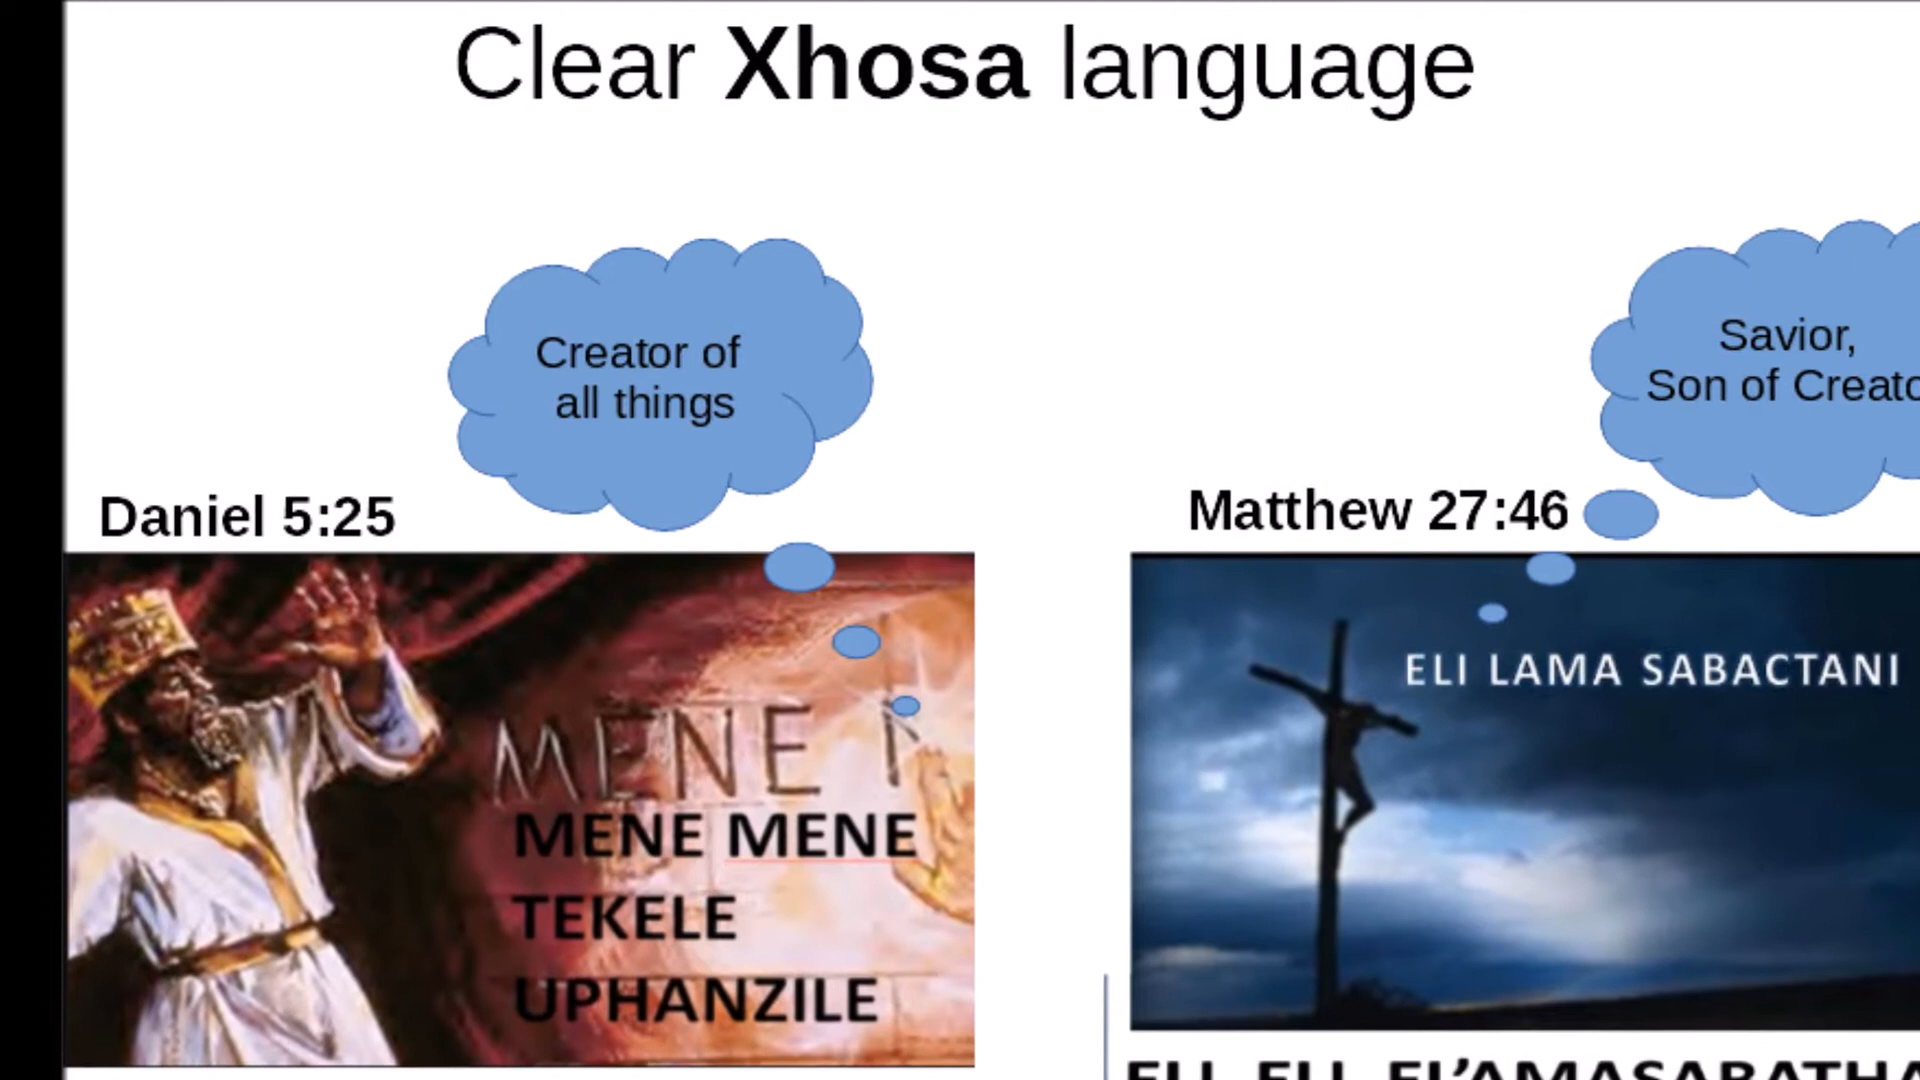 Clear Xhosa language
Creator of
all things
Savior,
Son of
Daniel 5:25
Matthew 27:46
ELI LAMA SABACTANI
MENE
MENE MENE
TEKELE
UPHANZILE